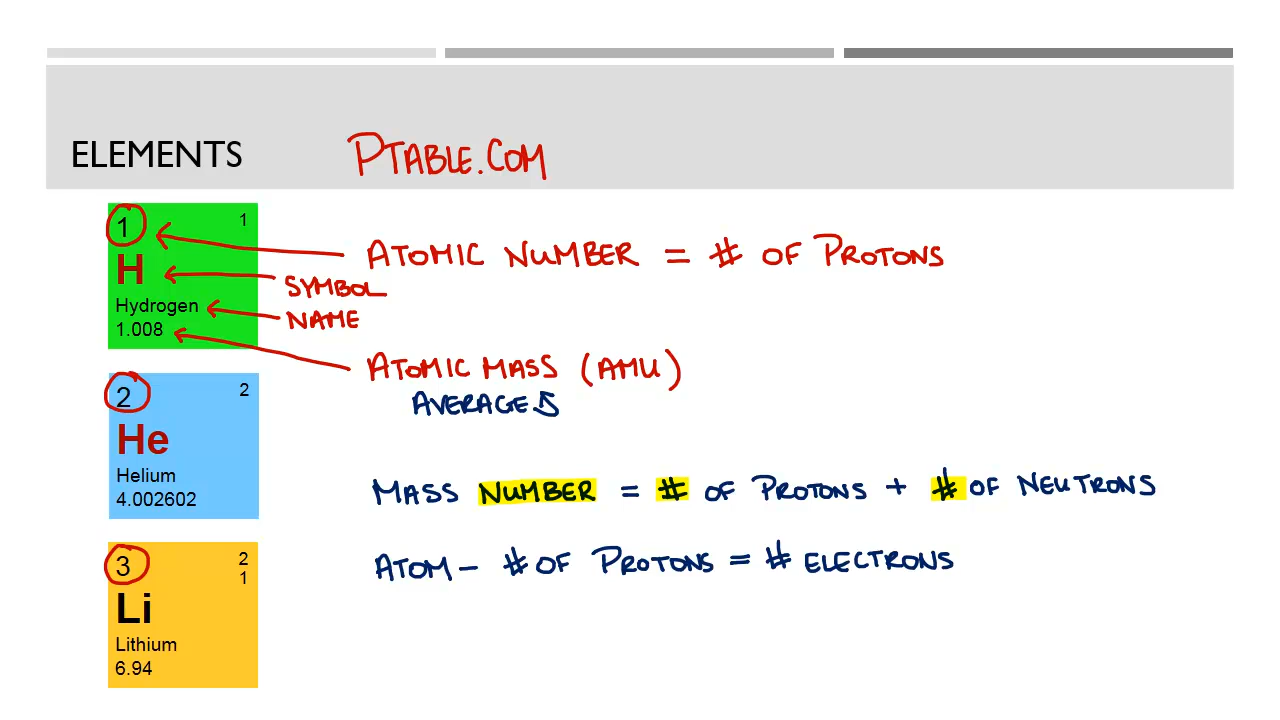 ELEMENTS PTABLE.COM
1 1
H
Hydrogen
1.008
ATOMIC NUMBER = # OF PROTONS
SYMBOL
NAME
ATOMIC MASS (AMU)
AVERAGE
2 2
He
Helium
4.002602
MASS NUMBER = # OF PROTONS + # OF NEUTRONS
ATOM - # OF PROTONS = # ELECTRONS
3 2
1
Li
Lithium
6.94